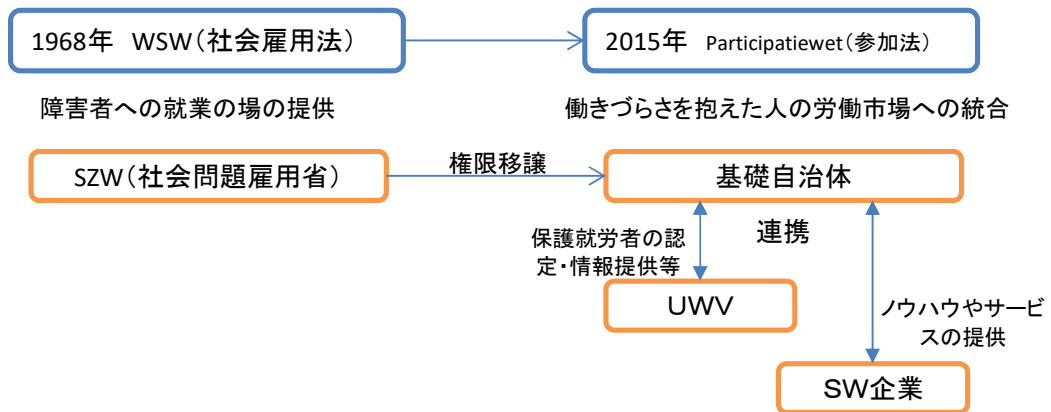 1968年 WSW(社会雇用法)
2015年 Participatiewet(参加法)
障害者への就業の場の提供
働きづらさを抱えた人の労働市場への統合
SZW(社会問題雇用省)
権限移譲
基礎自治体
保護就労者の認
定・情報提供等
連携
UWV
ノウハウやサービ
スの提供
SW企業